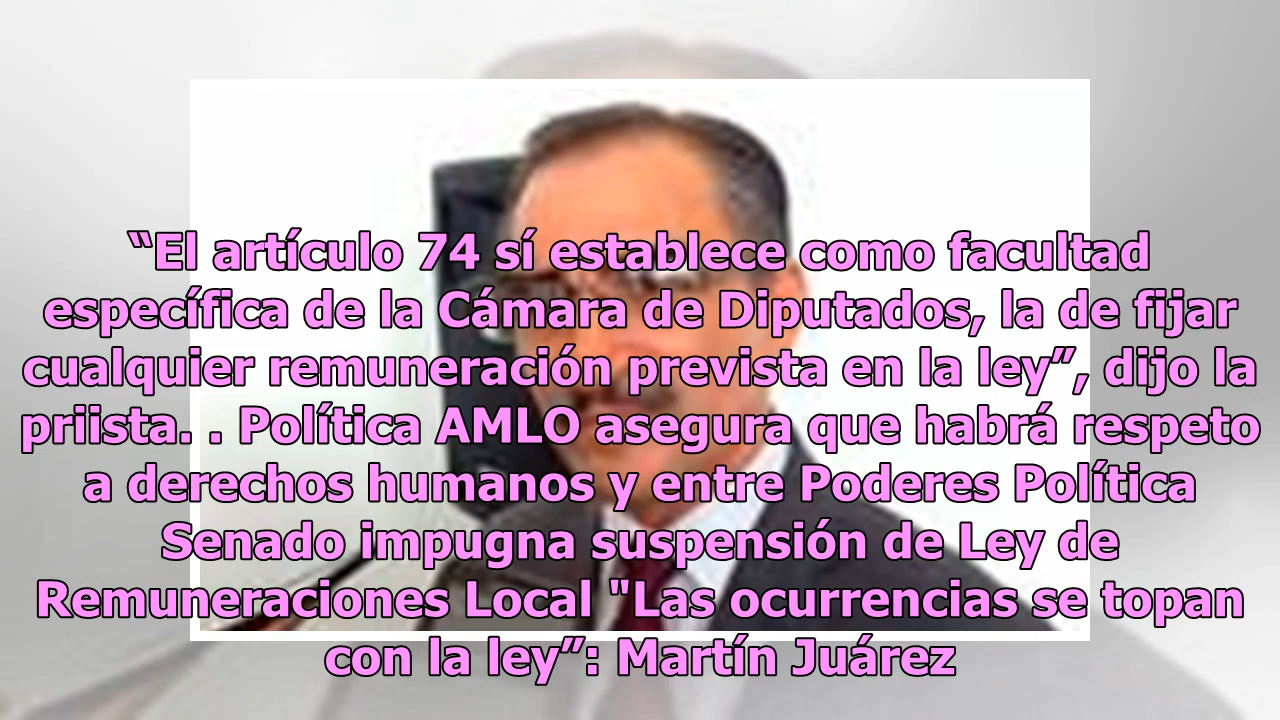 “El artículo 74 sí establece como facultad
específica de la Cámara de Diputados, la de fijar
cualquier remuneración prevista en la ley”, dijo la
priista. . Política AMLO asegura que habrá respeto
a derechos humanos y entre Poderes Política
Senado impugna suspensión de Ley de
Remuneraciones Local "Las ocurrencias se topan
con la ley”: Martín Juárez